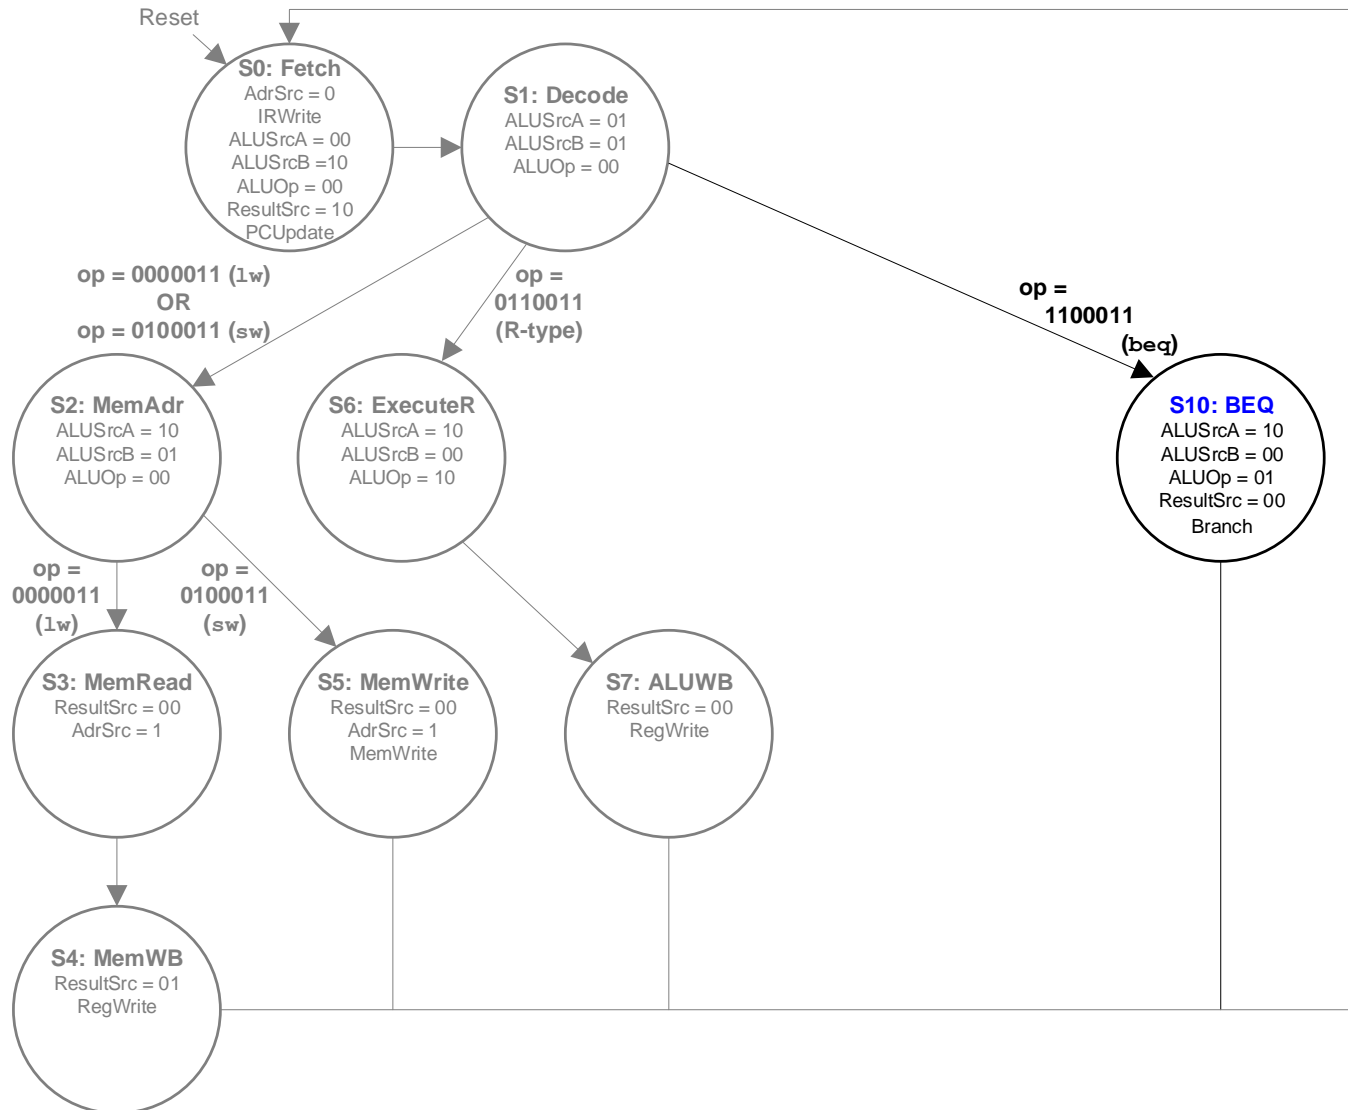 Reset
S0: Fetch
AdrSrc = 0
IRWrite
ALUSrcA = 00
ALUSrcB =10
ALUOp = 00
ResultSrc = 10
PCUpdate
S1: Decode
ALUSrcA = 01
ALUSrcB = 01
ALUOp = 00
op = 0000011 (lw)
OR
op = 0100011 (sw)
op =
0110011
(R-type)
op =
1100011
(beq)
S2: MemAdr
ALUSrcA = 10
ALUSrcB = 01
ALUOp = 00
S6: ExecuteR
ALUSrcA = 10
ALUSrcB = 00
ALUOp = 10
S10: BEQ
ALUSrcA = 10
ALUSrcB = 00
ALUOp = 01
ResultSrc = 00
Branch
op =
0000011
(lw)
op =
0100011
(sw)
S3: MemRead
ResultSrc = 00
AdrSrc = 1
S5: MemWrite
ResultSrc = 00
AdrSrc = 1
MemWrite
S7: ALUWB
ResultSrc = 00
RegWrite
S4: MemWB
ResultSrc = 01
RegWrite